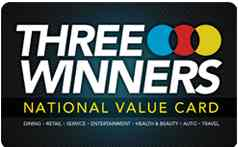 THREE
WINNERS
NATIONAL VALUE CARD
DINING • RETAIL • SERVICE • ENTERTAINMENT • HEALTH & BEAUTY • AUTO • TRAVEL